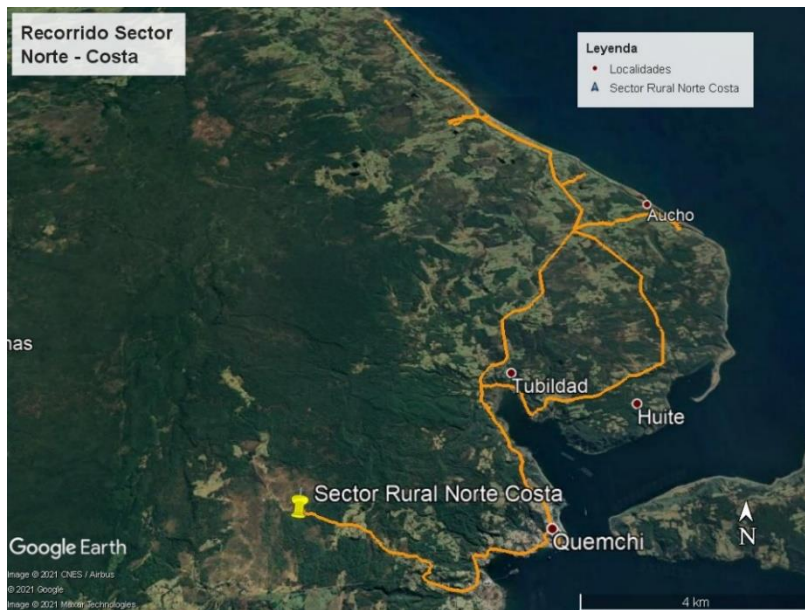 Recorrido Sector
Norte - Costa
Leyenda
Localidades
Sector Rural Norte Costa
Aucho
nas
Tubildad
Huite
Sector Rural Norte Costa
Quemchi
N
Google Earth
Image © 2021 CNES / Airbus
© 2021 Google
Image © 2021 Maxar Technologies
4 km